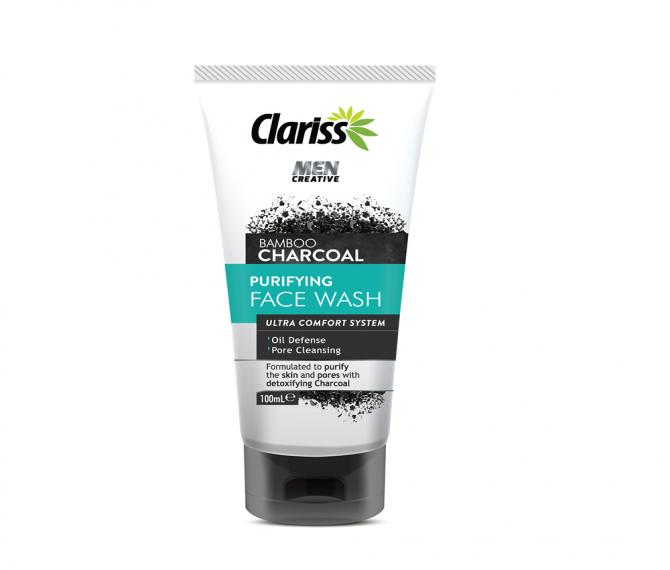 Clariss
MEN
CREATIVE
BAMBOO
CHARCOAL
PURIFYING
FACE WASH
ULTRA COMFORT SYSTEM
'Oil Defense
'Pore Cleansing
Formulated to purify
the skin and pores with
detoxifying Charcoal
100mL℮